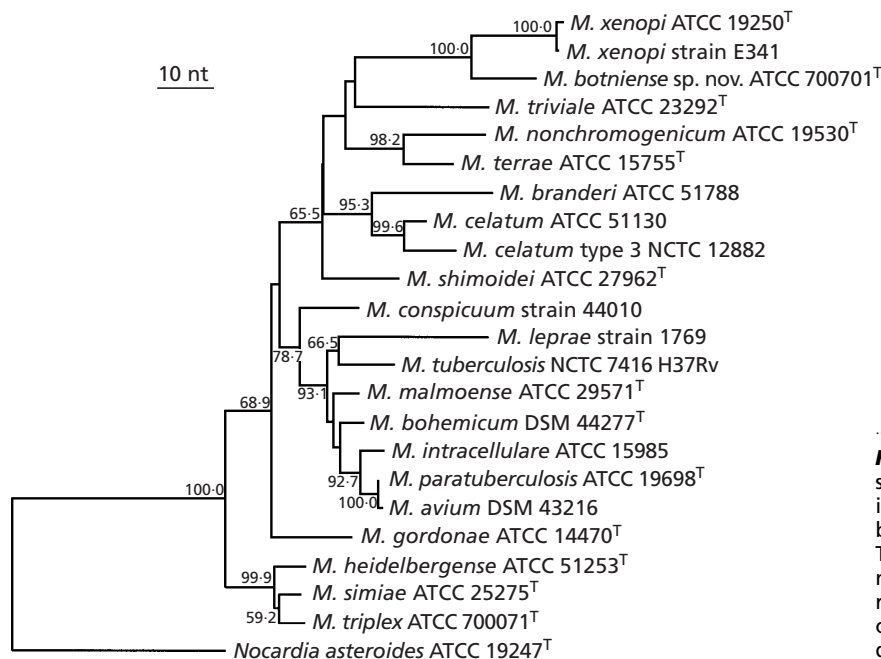 100·0 M. xenopi ATCC 19250T
M. xenopi strain E341
100·0
M. botniense sp. nov. ATCC 700701T
10 nt
M. triviale ATCC 23292T
M. nonchromogenicum ATCC 19530T
98·2
M. terrae ATCC 15755T
M. branderi ATCC 51788
95·3
65·5
M. celatum ATCC 51130
99·6
M. celatum type 3 NCTC 12882
M. shimoidei ATCC 27962T
M. conspicuum strain 44010
M. leprae strain 1769
66·5
78·7
M. tuberculosis NCTC 7416 H37Rv
93·1
M. malmoense ATCC 29571T
68·9
M. bohemicum DSM 44277T
M. intracellulare ATCC 15985
92·7
M. paratuberculosis ATCC 19698T
100·0
M. avium DSM 43216
100·0
M. gordonae ATCC 14470T
M. heidelbergense ATCC 51253T
99·9
M. simiae ATCC 25275T
59·2
M. triplex ATCC 700071T
Nocardia asteroides ATCC 19247T